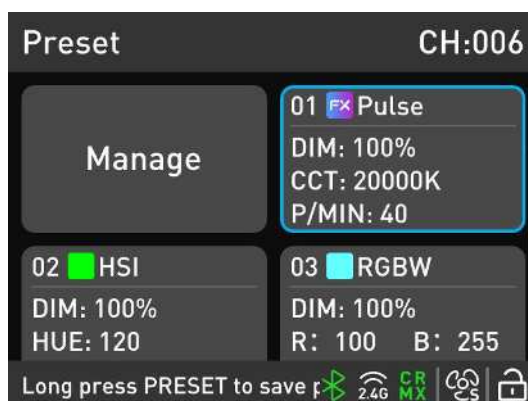 Preset CH:006
Manage
01 FX Pulse
DIM: 100%
CCT: 20000K
P/MIN: 40
02 HSI
DIM: 100%
HUE: 120
03 RGBW
DIM: 100%
R: 100 B: 255
Long press PRESET to save
2.4G
CR
MX
S